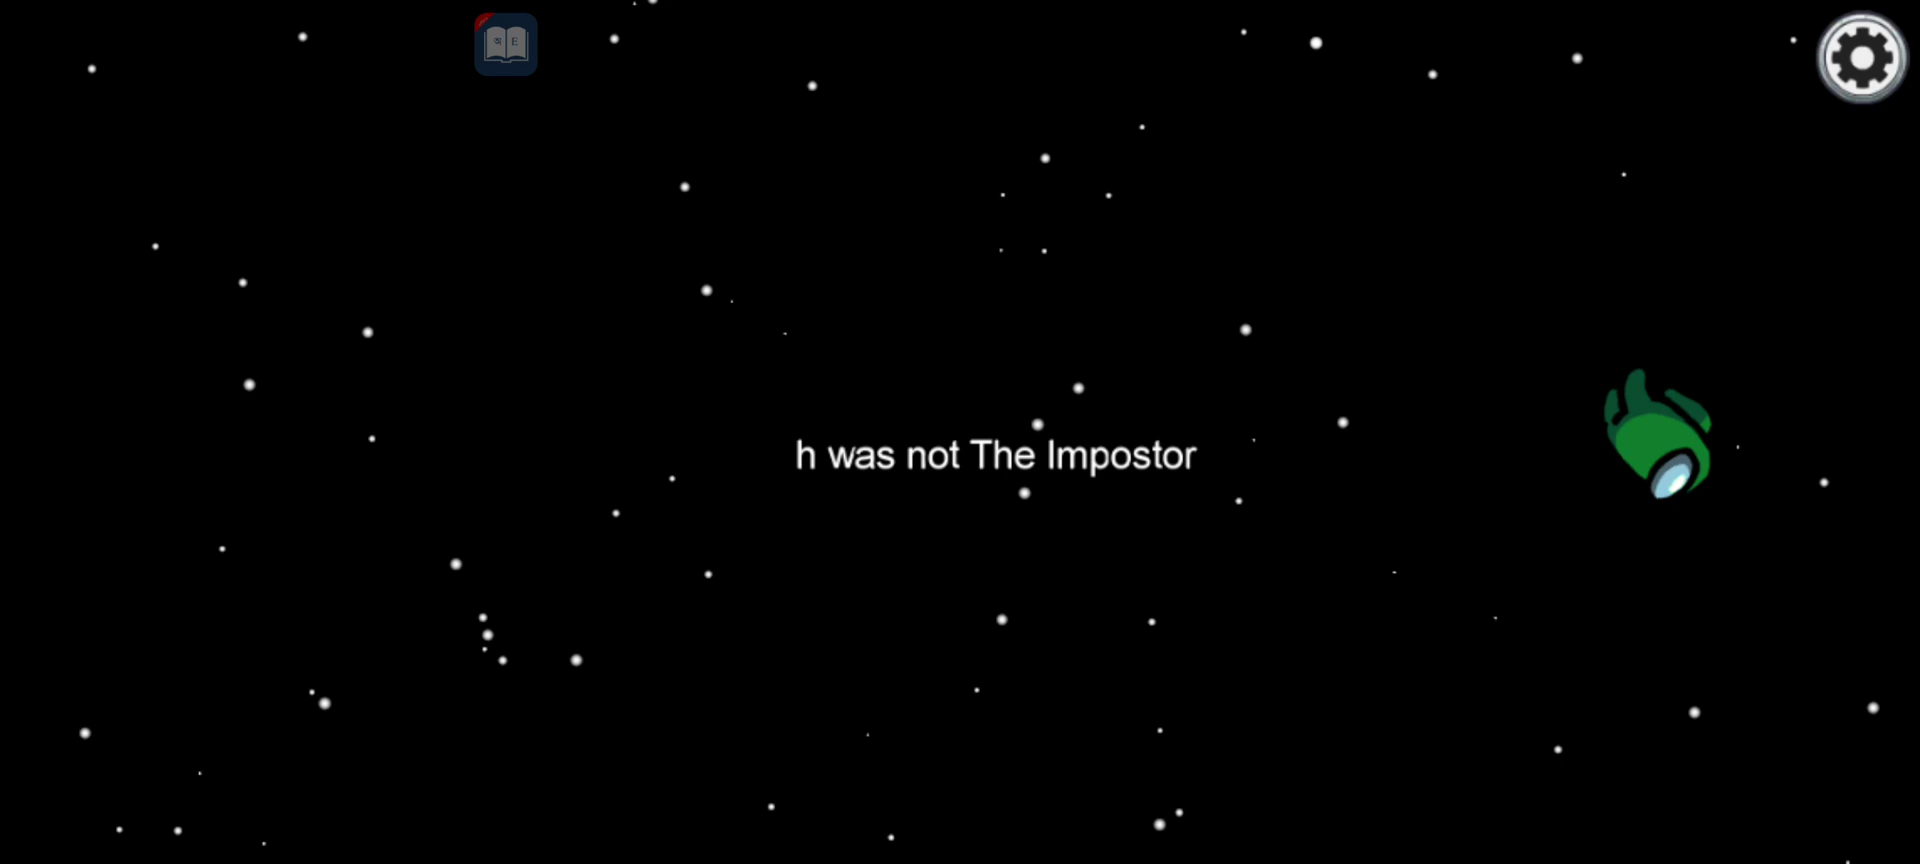 अ E
h was not The Impostor